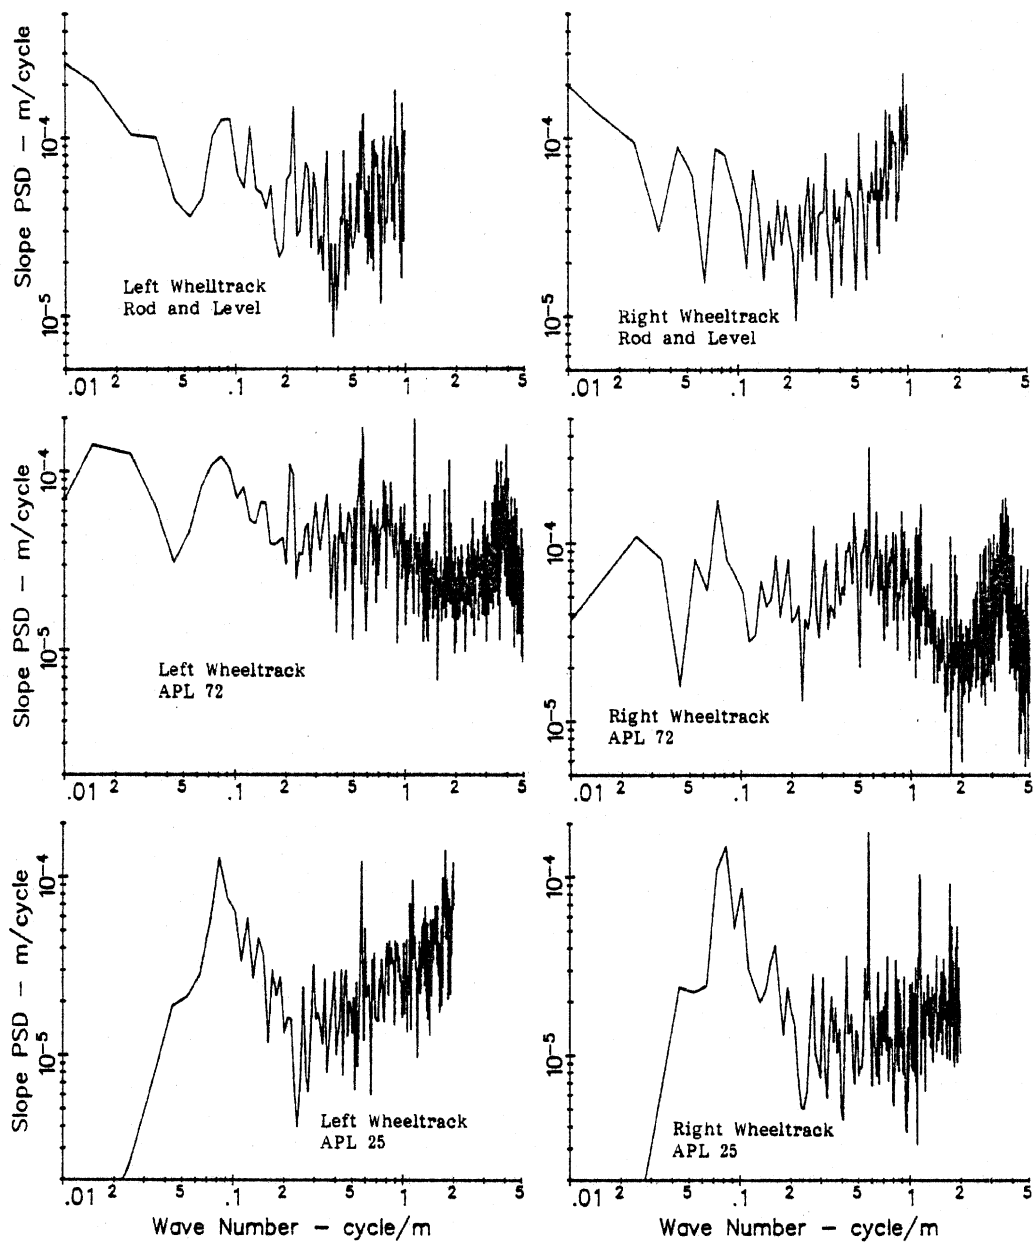 Slope PSD – m/cycle
10-4
10-5
Left Whelltrack
Rod and Level
.01 2 5 .1 2 5 1 2 5
10-4
10-5
Right Wheeltrack
Rod and Level
.01 2 5 .1 2 5 1 2 5
Slope PSD – m/cycle
10-4
10-5
Left Wheeltrack
APL 72
.01 2 5 .1 2 5 1 2 5
10-4
10-5
Right Wheeltrack
APL 72
.01 2 5 .1 2 5 1 2 5
Slope PSD – m/cycle
10-4
10-5
Left Wheeltrack
APL 25
.01 2 5 .1 2 5 1 2 5
Wave Number – cycle/m
10-4
10-5
Right Wheeltrack
APL 25
.01 2 5 .1 2 5 1 2 5
Wave Number – cycle/m